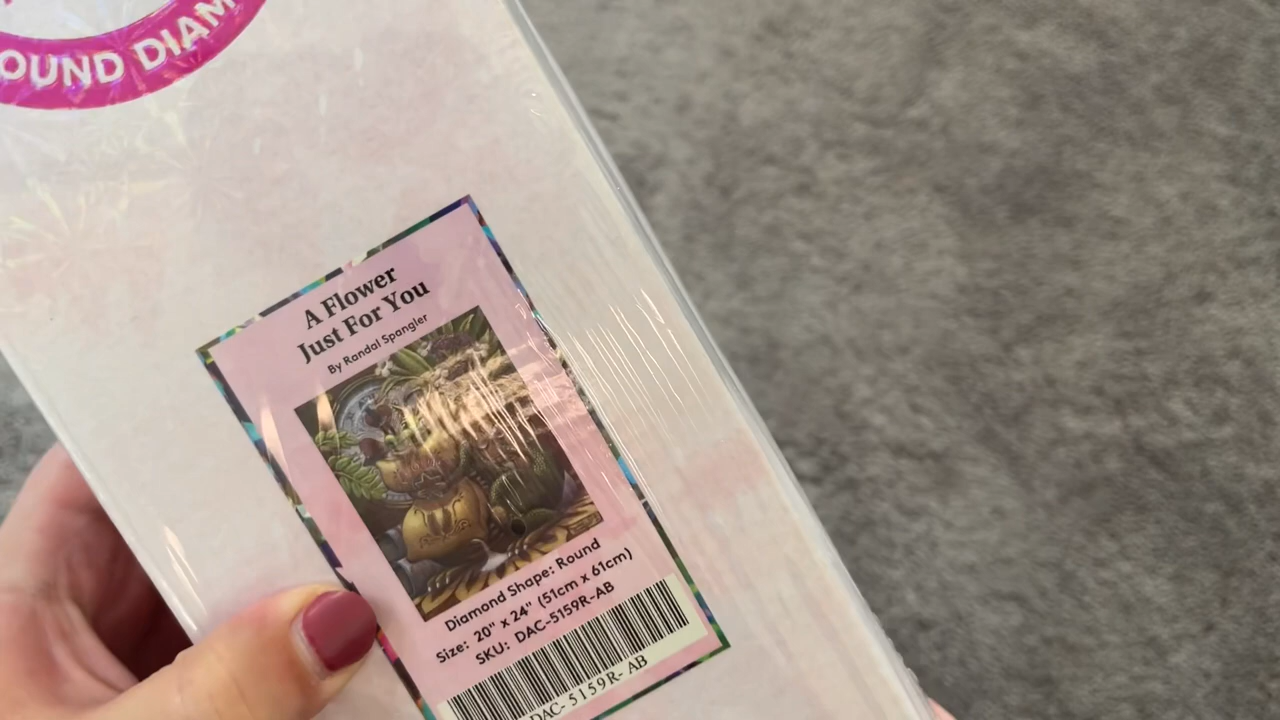 OUND DIAM
A Flower
Just For You
By Randal Spangler
Diamond Shape: Round
Size: 20" x 24" (51cm x 61cm)
SKU: DAC-5159R-AB
DAC- 5159R- AB